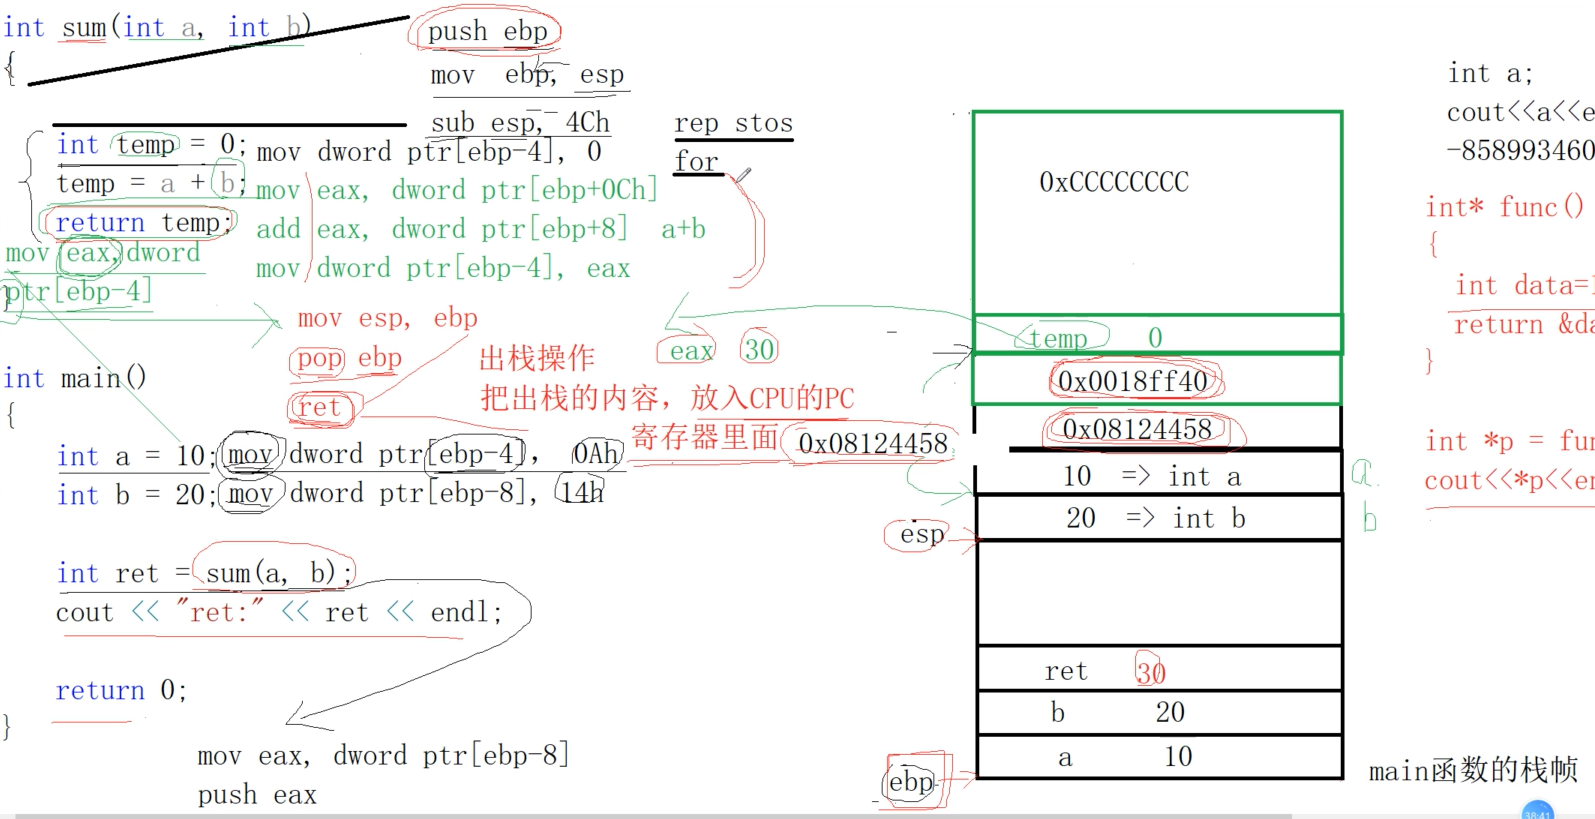 int sum(int a, int b)
{
int temp = 0;
temp = a + b;
return temp;
mov eax,dword
ptr[ebp-4]
}
push ebp
mov ebp, esp
sub esp, 4Ch
mov dword ptr[ebp-4], 0
mov eax, dword ptr[ebp+0Ch]
add eax, dword ptr[ebp+8] a+b
mov dword ptr[ebp-4], eax
rep stos
for
mov esp, ebp
pop ebp
ret
出栈操作
把出栈的内容，放入CPU的PC
寄存器里面 0x08124458
eax 30
int main()
{
int a = 10; mov dword ptr[ebp-4], 0Ah
int b = 20; mov dword ptr[ebp-8], 14h
int ret = sum(a, b);
cout << "ret:" << ret << endl;
return 0;
}
mov eax, dword ptr[ebp-8]
push eax
0xCCCCCCCC
temp 0
0x0018ff40
0x08124458
10 => int a
a
20 => int b
b
esp
ret 30
b 20
a 10
ebp
main函数的栈帧
int a;
cout<<a<<e
-858993460
int* func()
{
int data=
return &da
}
int *p = fun
cout<<*p<<en
38:41